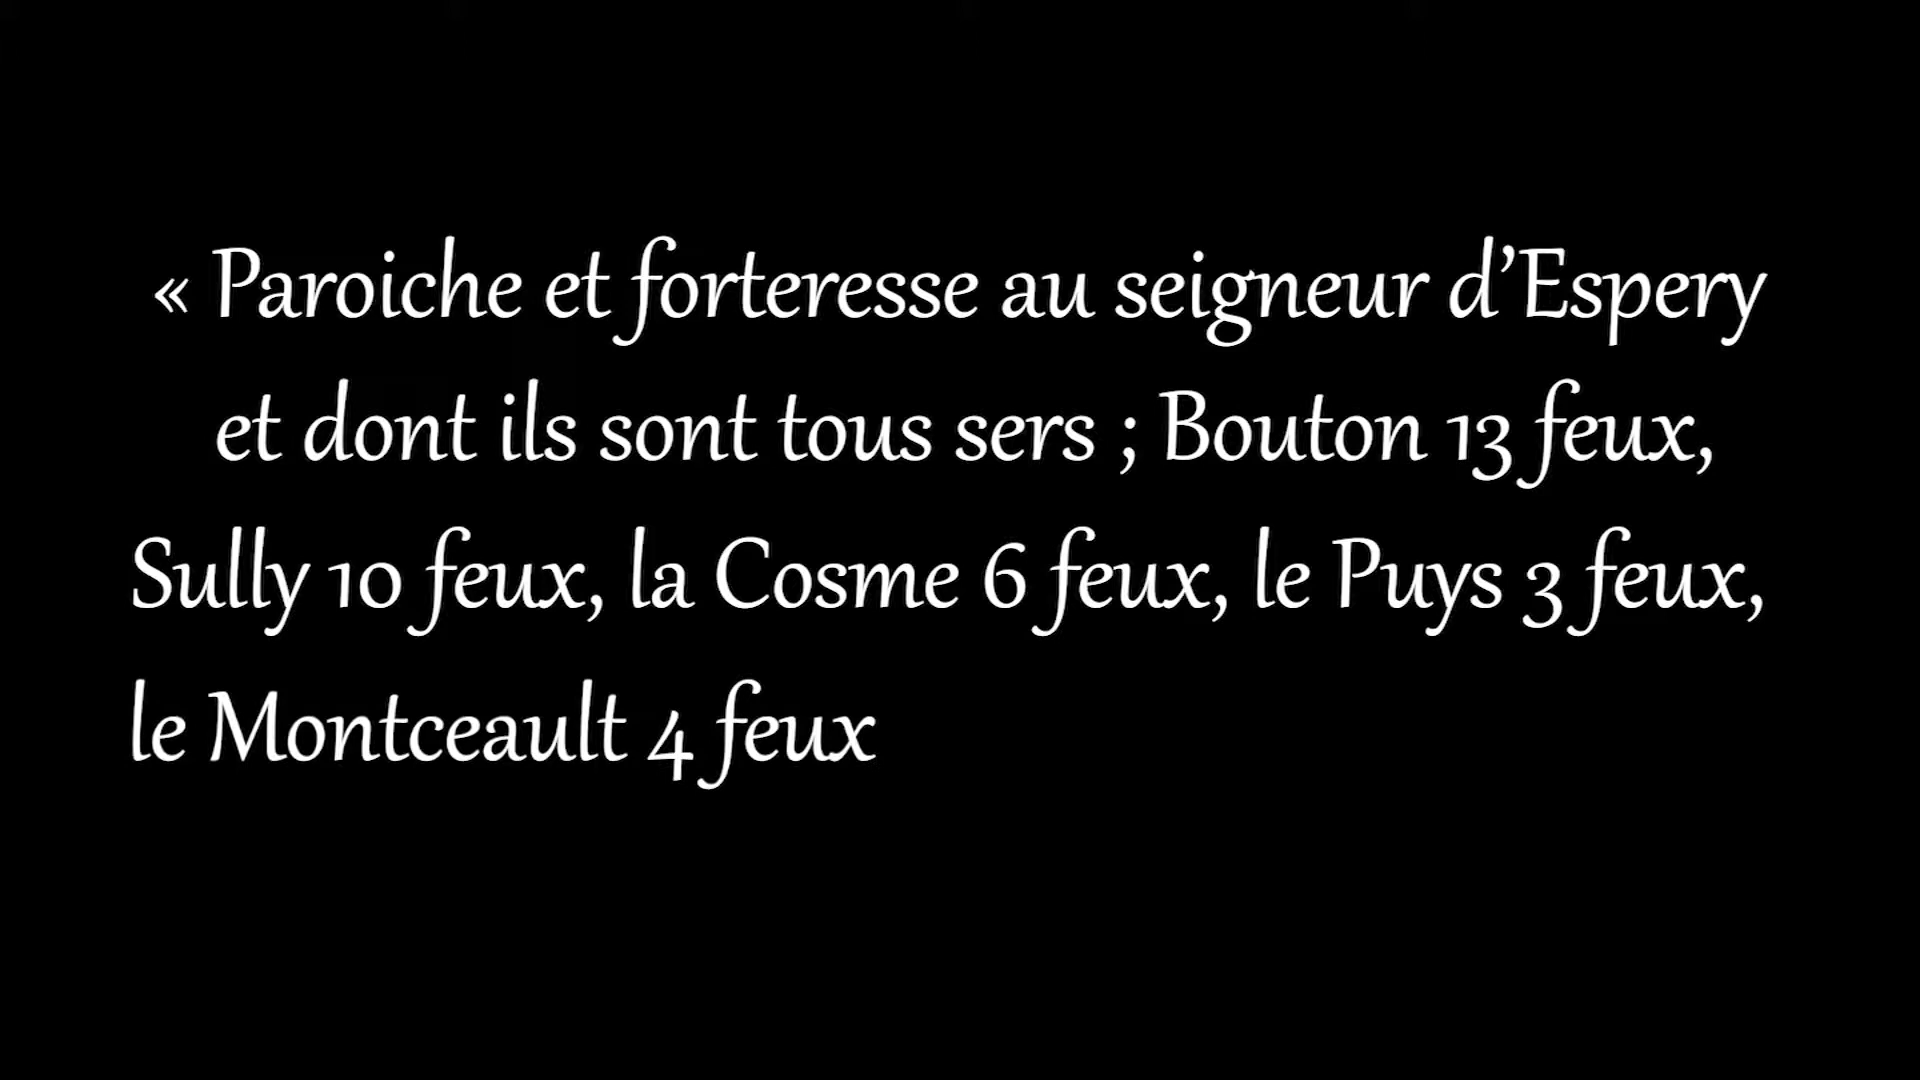 « Paroiche et forteresse au seigneur d’Espery
et dont ils sont tous sers ; Bouton 13 feux,
Sully 10 feux, la Cosme 6 feux, le Puys 3 feux,
le Montceault 4 feux